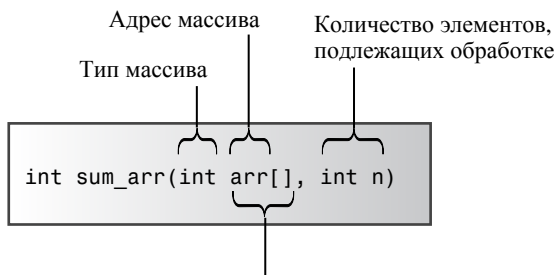 Адрес массива
Количество элементов,
подлежащих обработке
Тип массива
int sum_arr(int arr[], int n)